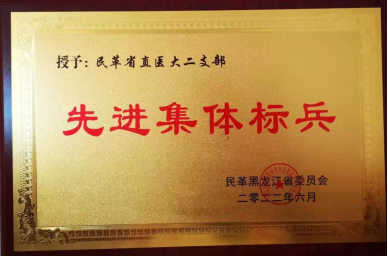 授予：民革省直医大二支部
先进集体标兵
民革黑龙江省委员会
二零二二年六月